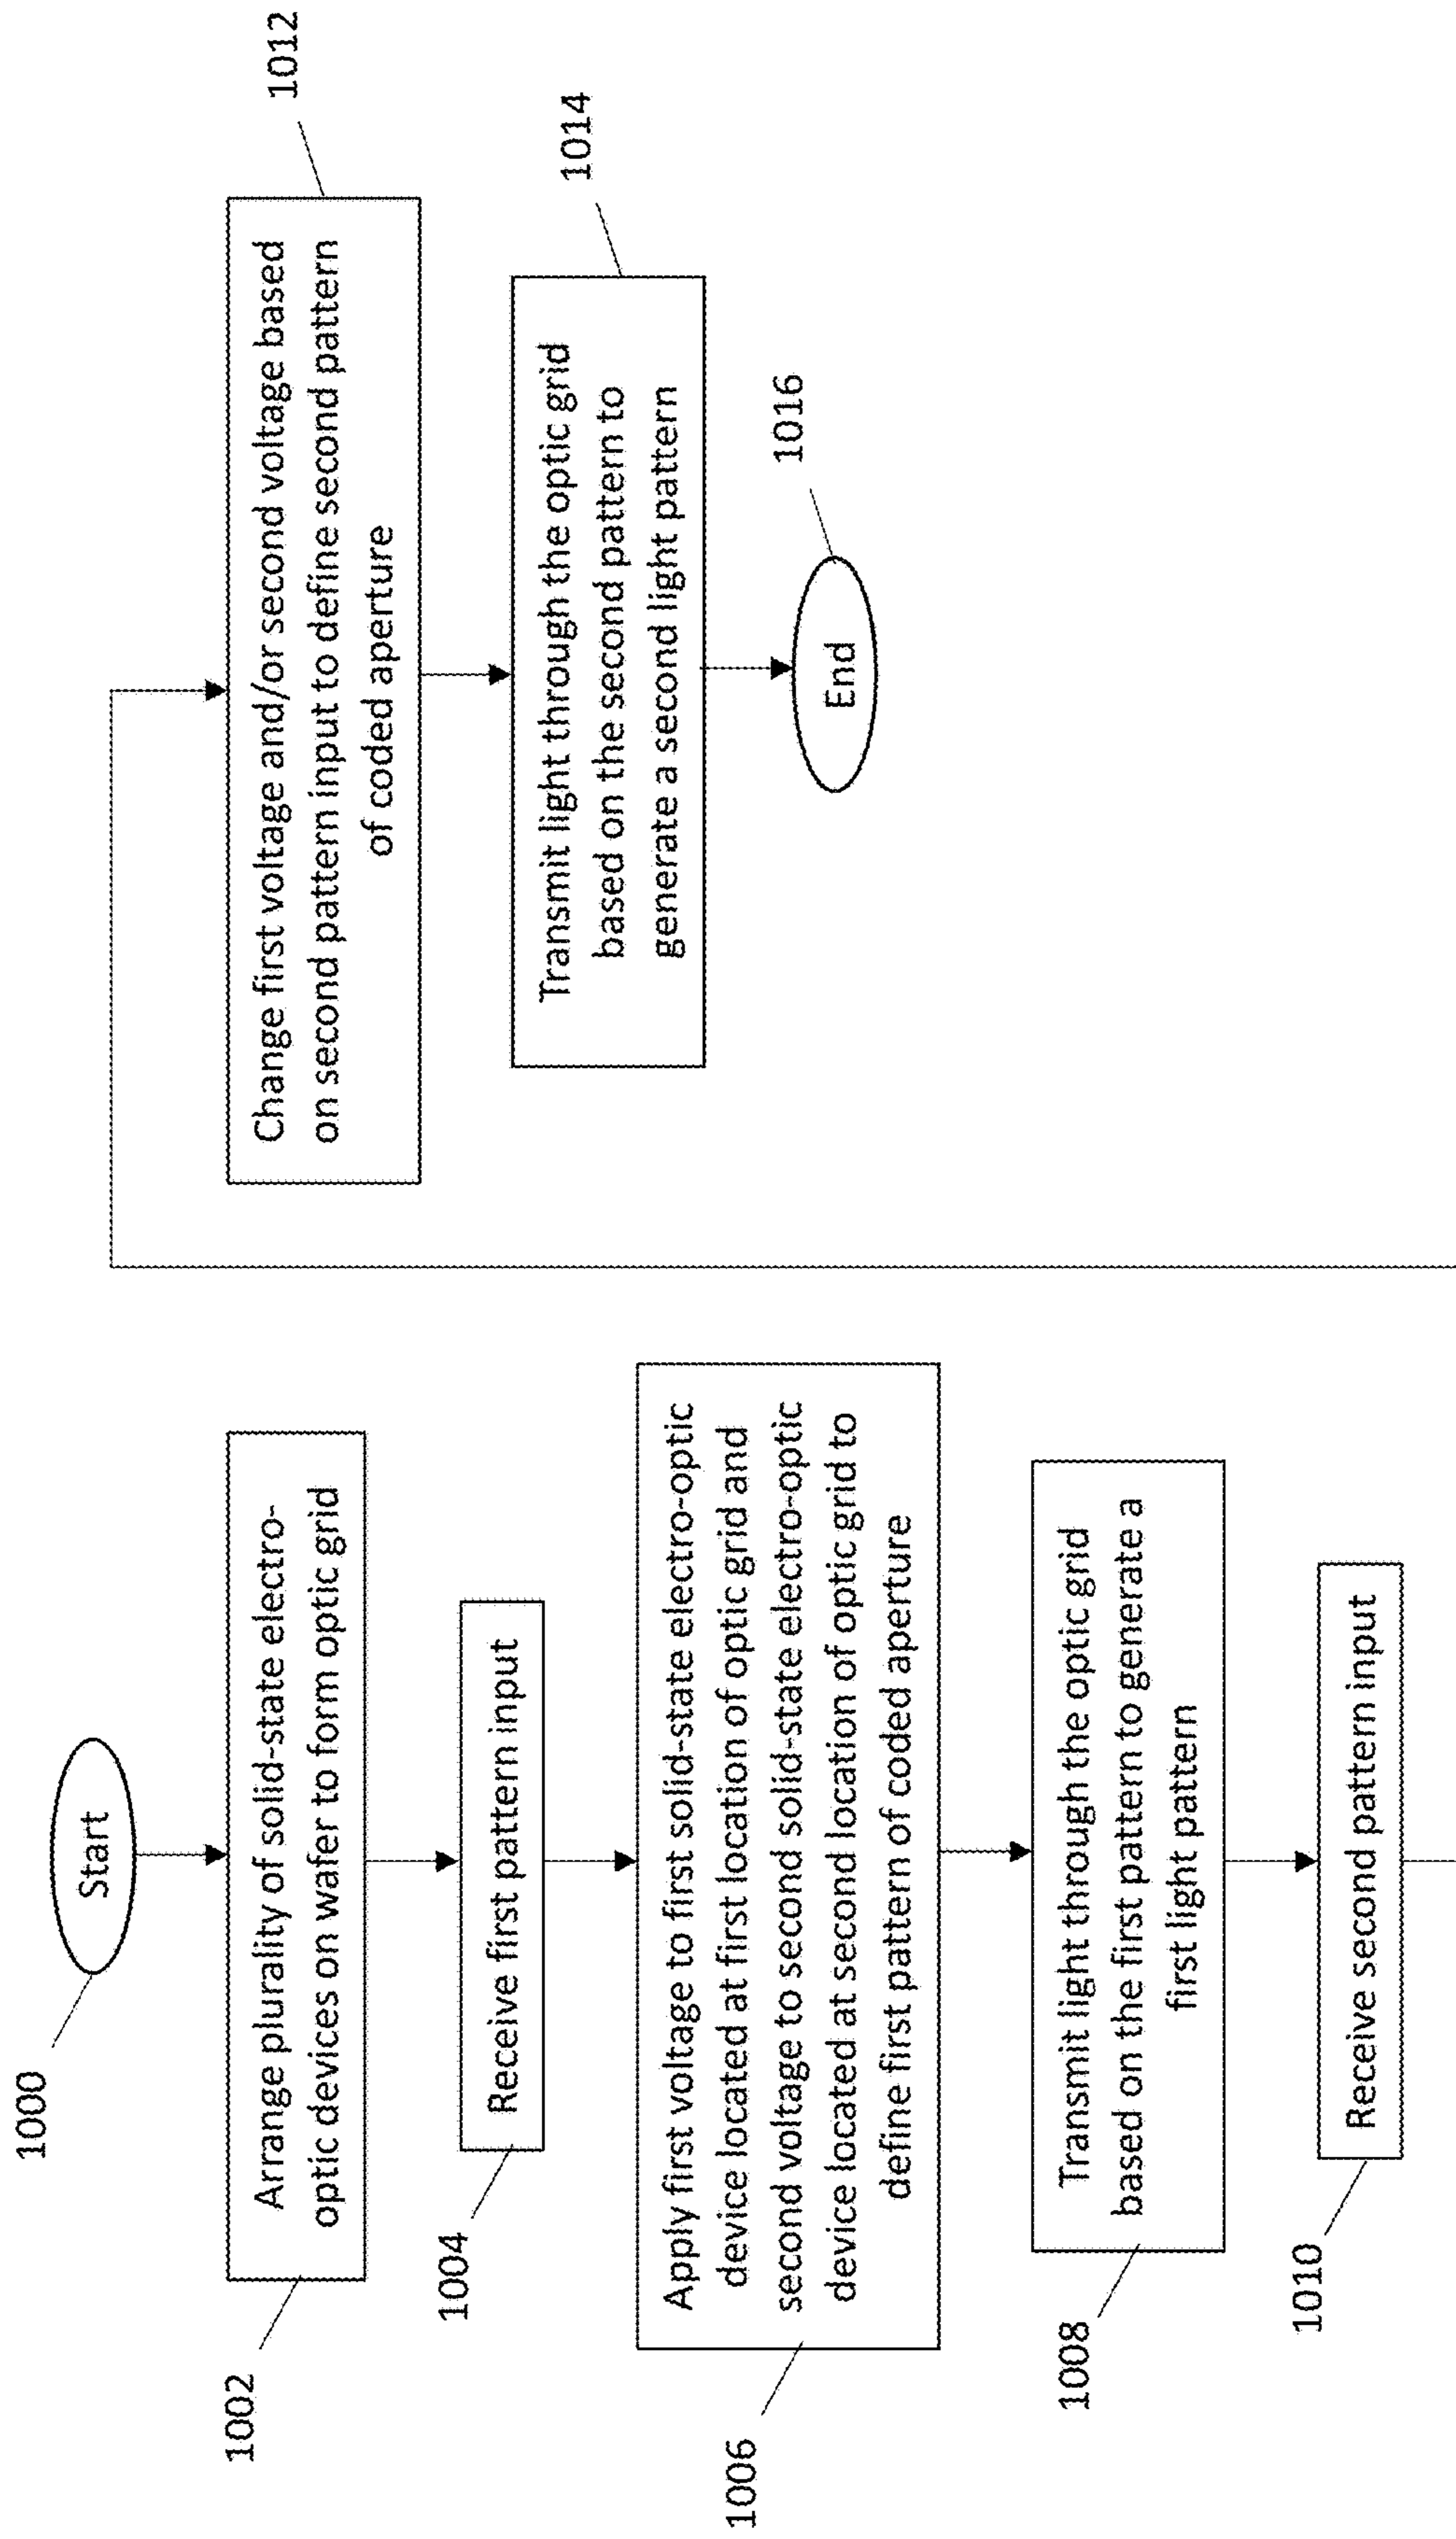 1000
Start
1002
Arrange plurality of solid-state electro-
optic devices on wafer to form optic grid
1004
Receive first pattern input
1006
Apply first voltage to first solid-state electro-optic
device located at first location of optic grid and
second voltage to second solid-state electro-optic
device located at second location of optic grid to
define first pattern of coded aperture
1008
Transmit light through the optic grid
based on the first pattern to generate a
first light pattern
1010
Receive second pattern input
1012
Change first voltage and/or second voltage based
on second pattern input to define second pattern
of coded aperture
1014
Transmit light through the optic grid
based on the second pattern to
generate a second light pattern
1016
End